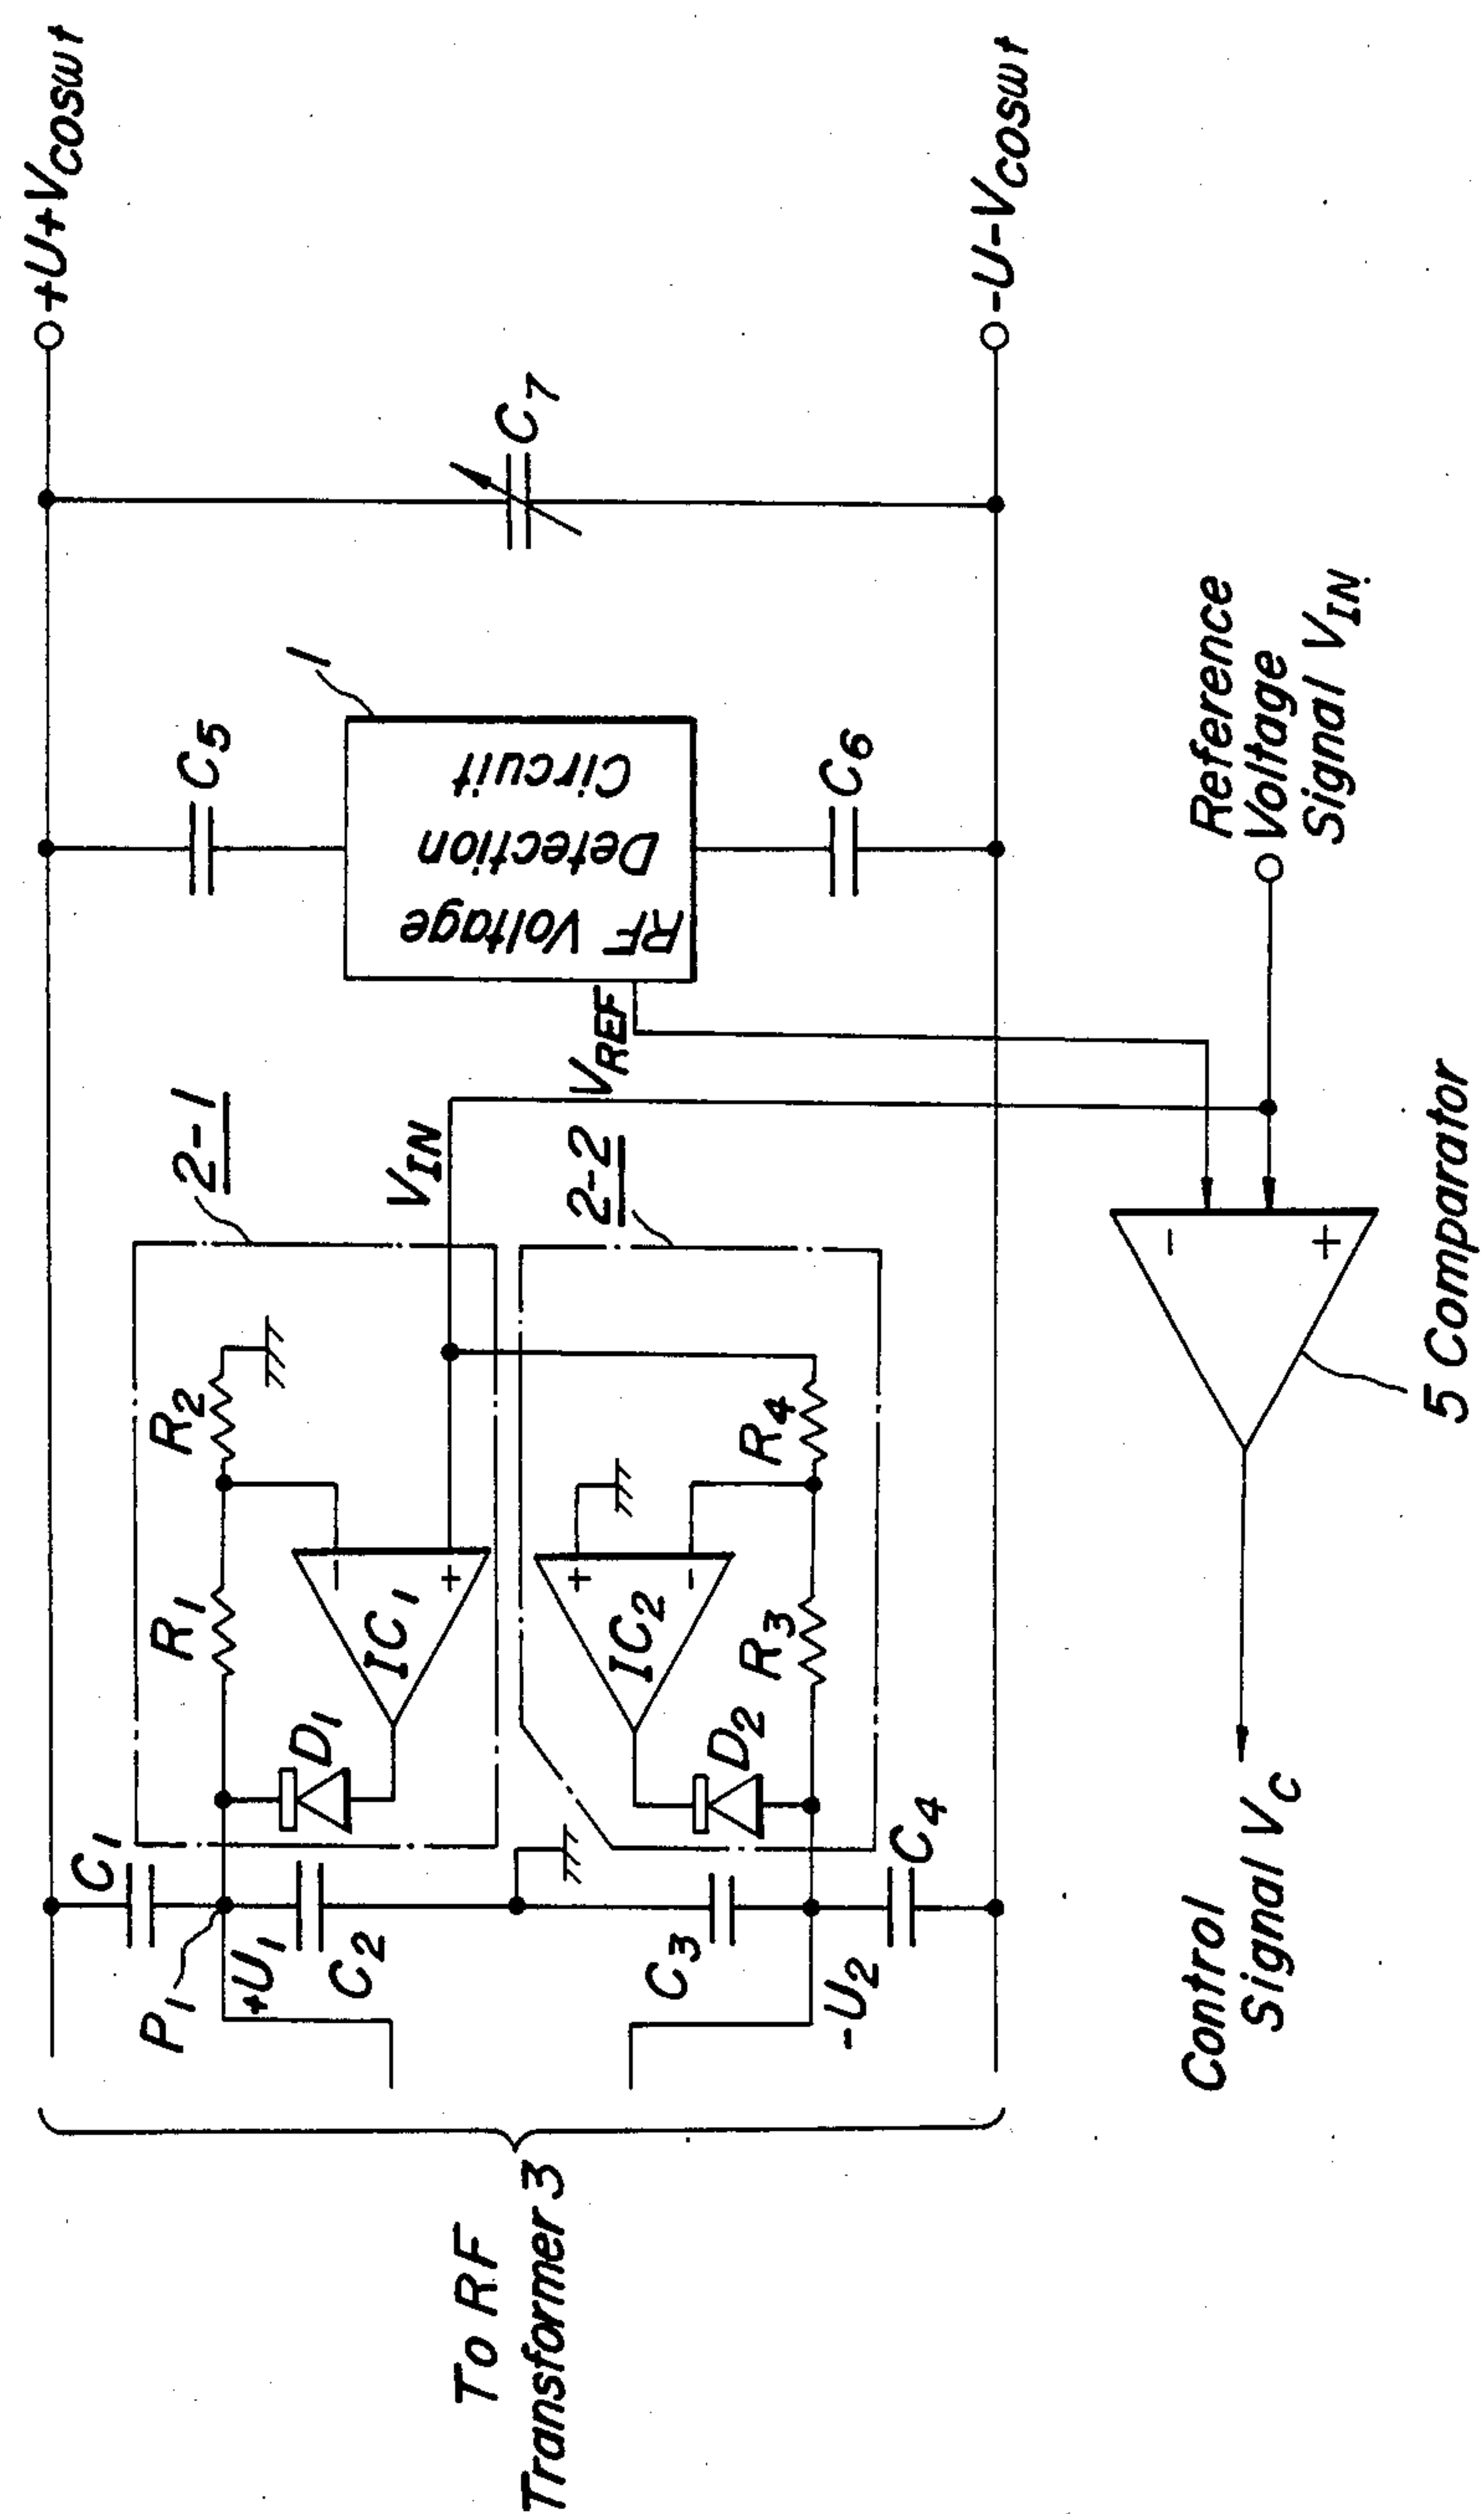 To RF
Transformer 3
P1
+U1
C1
C2
C3
-U2
C4
D1
R1
R2
IC1
-
+
2-1
D2
R3
R4
IC2
+
-
2-2
VIN
VREF
RF Voltage
Detection
Circuit
1
C5
C6
C7
+U+Vcoswt
-U-Vcoswt
Control
Signal Vc
-
+
5 Comparator
Reference
Voltage
Signal VIN